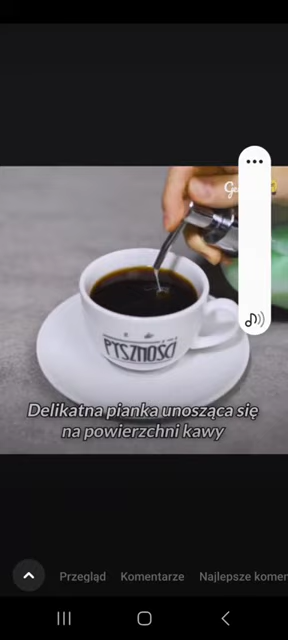 PYSZNOŚCI
Delikatna pianka unosząca się
na powierzchni kawy
Przegląd Komentarze Najlepsze komen